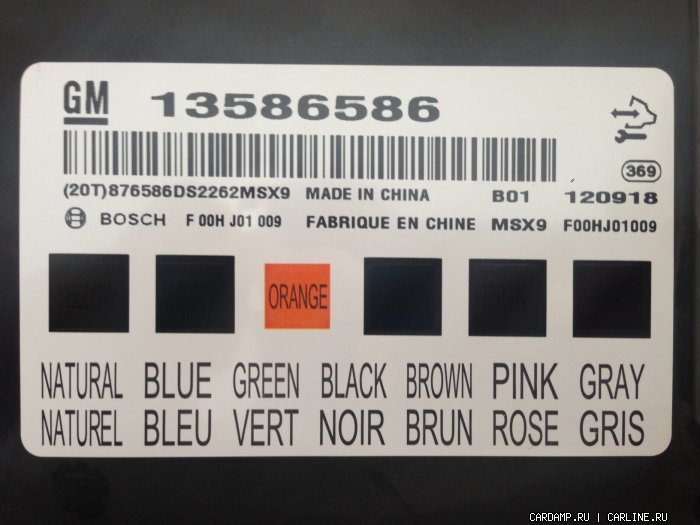 GM 13586586
369
(20T)876586DS2262MSX9 MADE IN CHINA B01 120918
BOSCH F 00H J01 009 FABRIQUE EN CHINE MSX9 F00HJ01009
YELLOW ORANGE PINK
NATURAL BLUE GREEN BLACK BROWN PINK GRAY
NATUREL BLEU VERT NOIR BRUN ROSE GRIS
CARDAMP.RU | CARLINE.RU